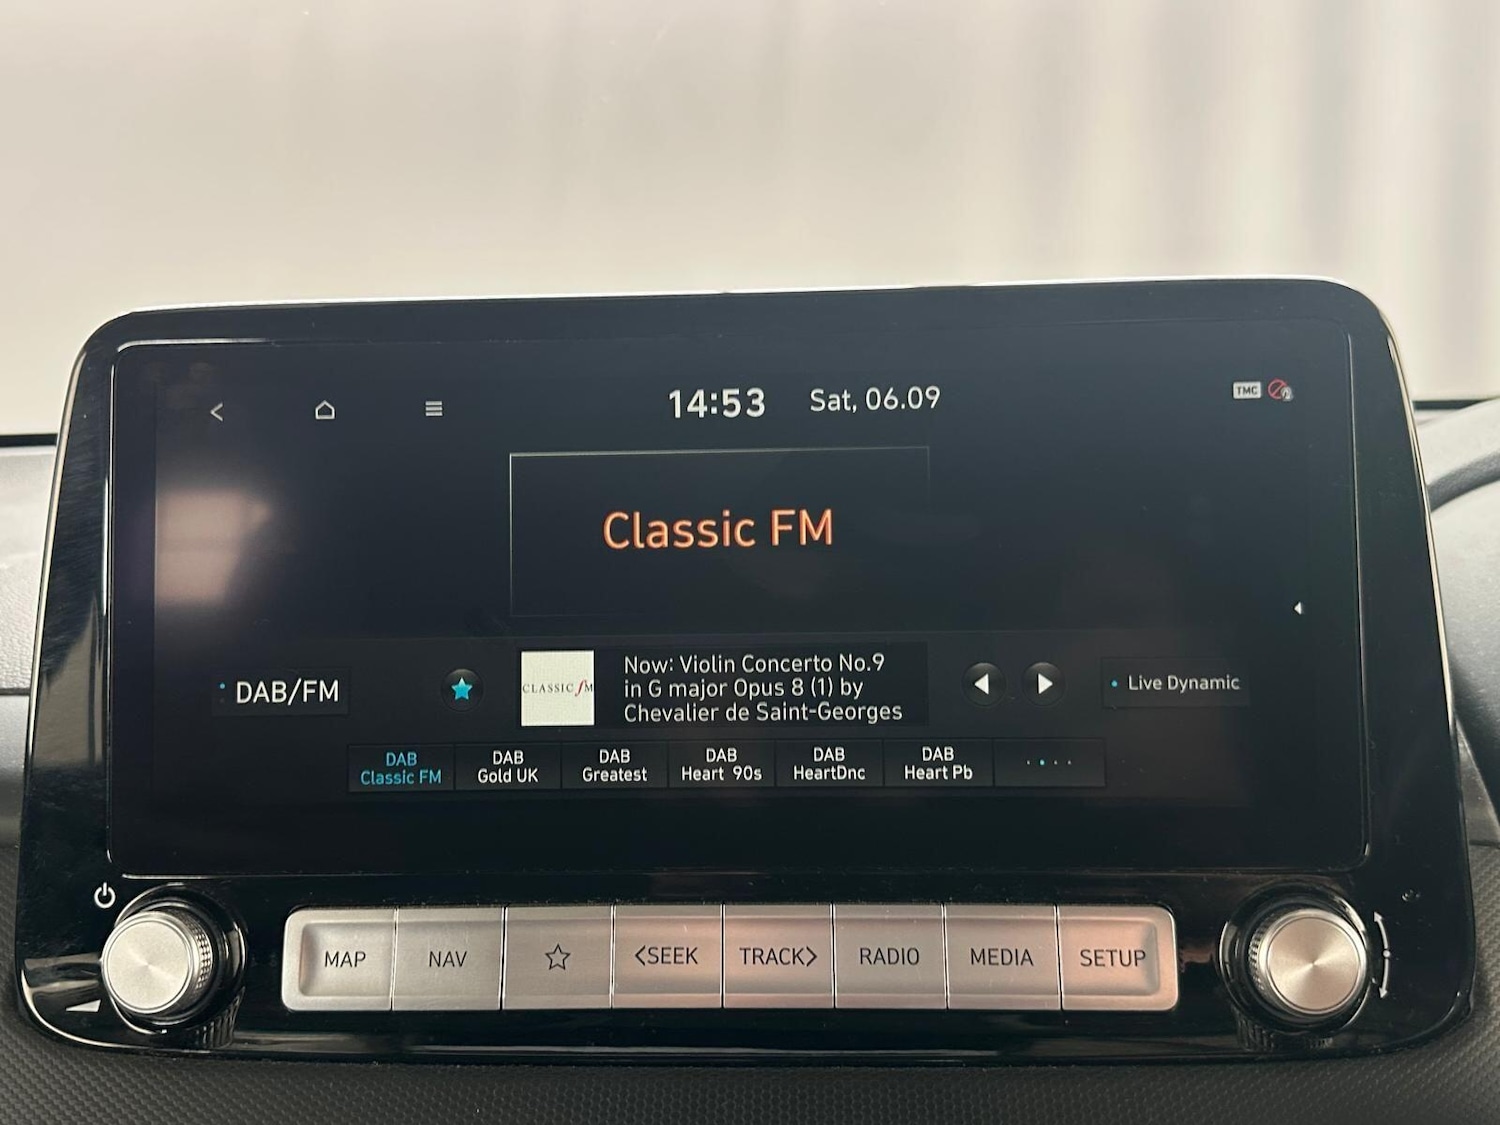 14:53 Sat, 06.09 TMC
Classic FM
DAB/FM
CLASSIC fM
Now: Violin Concerto No.9
in G major Opus 8 (1) by
Chevalier de Saint-Georges
Live Dynamic
DAB
Classic FM
DAB
Gold UK
DAB
Greatest
DAB
Heart 90s
DAB
HeartDnc
DAB
Heart Pb
MAP NAV <SEEK TRACK> RADIO MEDIA SETUP